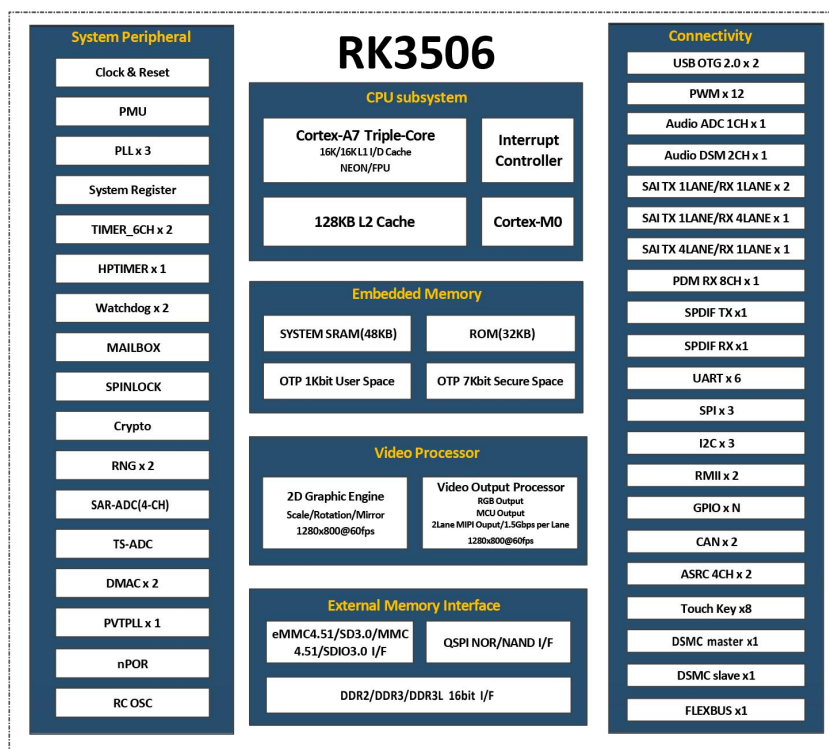 RK3506
System Peripheral
Clock & Reset
PMU
PLL x 3
System Register
TIMER_6CH x 2
HPTIMER x 1
Watchdog x 2
MAILBOX
SPINLOCK
Crypto
RNG x 2
SAR-ADC(4-CH)
TS-ADC
DMAC x 2
PVTPLL x 1
nPOR
RC OSC
CPU subsystem
Cortex-A7 Triple-Core
16K/16K L1 I/D Cache
NEON/FPU
Interrupt
Controller
128KB L2 Cache
Cortex-M0
Embedded Memory
SYSTEM SRAM(48KB)
ROM(32KB)
OTP 1Kbit User Space
OTP 7Kbit Secure Space
Video Processor
2D Graphic Engine
Scale/Rotation/Mirror
1280x800@60fps
Video Output Processor
RGB Output
MCU Output
2Lane MIPI Ouput/1.5Gbps per Lane
1280x800@60fps
External Memory Interface
eMMC4.51/SD3.0/MMC
4.51/SDIO3.0 I/F
QSPI NOR/NAND I/F
DDR2/DDR3/DDR3L 16bit I/F
Connectivity
USB OTG 2.0 x 2
PWM x 12
Audio ADC 1CH x 1
Audio DSM 2CH x 1
SAI TX 1LANE/RX 1LANE x 2
SAI TX 1LANE/RX 4LANE x 1
SAI TX 4LANE/RX 1LANE x 1
PDM RX 8CH x 1
SPDIF TX x1
SPDIF RX x1
UART x 6
SPI x 3
I2C x 3
RMII x 2
GPIO x N
CAN x 2
ASRC 4CH x 2
Touch Key x8
DSMC master x1
DSMC slave x1
FLEXBUS x1